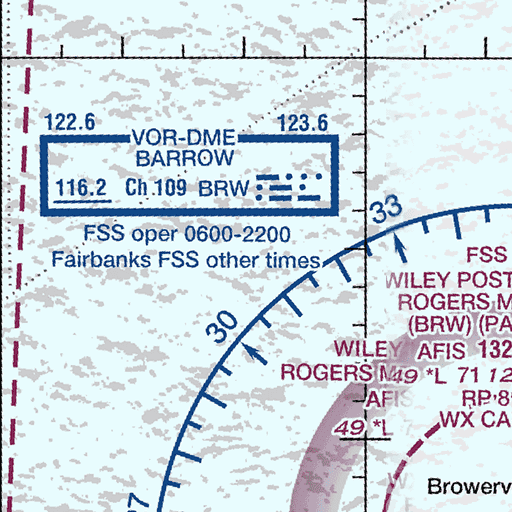 122.6 123.6
VOR-DME
BARROW
116.2 Ch 109 BRW
FSS oper 0600-2200
Fairbanks FSS other times
33
30
FSS
WILEY POST
ROGERS M
(BRW) (PA
WILEY AFIS 132
ROGERS M 49 *L 71 12
AFIS RP 8
49 *L WX CA
Browerv